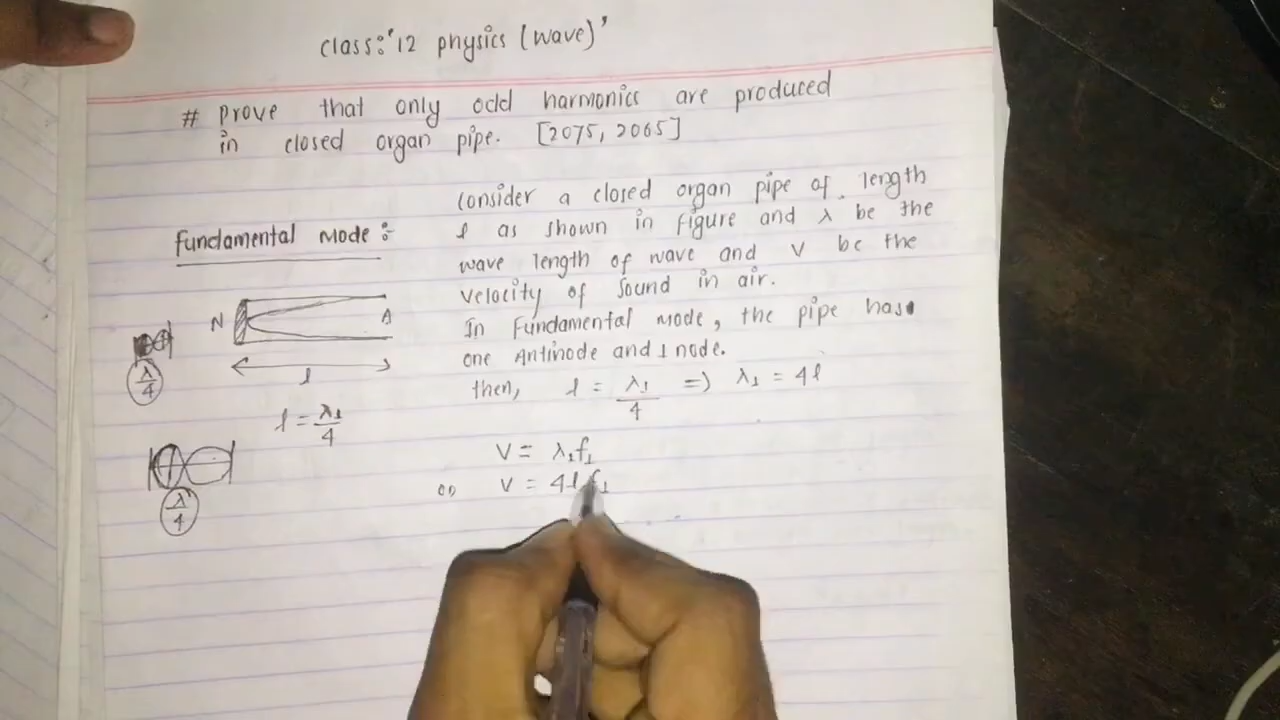 class:'12 physics (wave)'
# prove that only odd harmonics are produced
in closed organ pipe. [2075, 2065]
Fundamental Mode :-
N A
l
l = λ1/4
λ/4
λ/4
consider a closed organ pipe of length
l as shown in figure and λ be the
wave length of wave and V be the
velocity of sound in air.
In Fundamental mode, the pipe has
one Antinode and 1 node.
then, l = λ1/4 => λ1 = 4l
V = λ1f1
or V = 4l f1